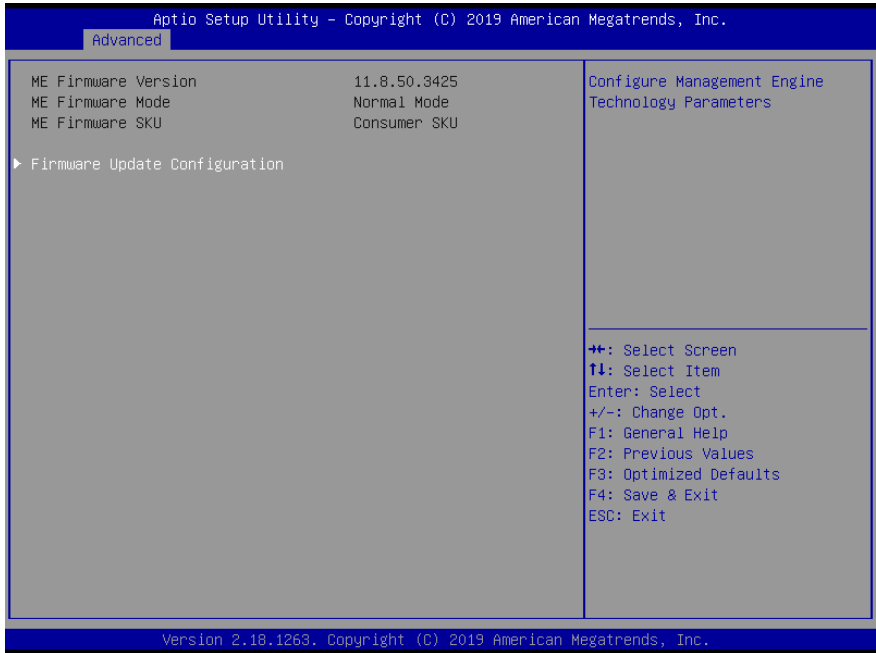 Aptio Setup Utility – Copyright (C) 2019 American Megatrends, Inc.
Advanced
ME Firmware Version 11.8.50.3425
ME Firmware Mode Normal Mode
ME Firmware SKU Consumer SKU
Firmware Update Configuration
Configure Management Engine
Technology Parameters
→←: Select Screen
↑↓: Select Item
Enter: Select
+/-: Change Opt.
F1: General Help
F2: Previous Values
F3: Optimized Defaults
F4: Save & Exit
ESC: Exit
Version 2.18.1263. Copyright (C) 2019 American Megatrends, Inc.